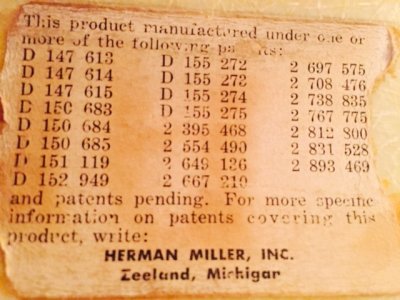 This product manufactured under one or
more of the following patents:
D 147 613 D 155 272 2 697 575
D 147 614 D 155 273 2 708 476
D 147 615 D 155 274 2 738 835
D 150 683 D 155 275 2 767 775
D 150 684 2 395 468 2 812 800
D 150 685 2 554 490 2 831 528
D 151 119 2 649 136 2 893 469
D 152 949 2 667 210
and patents pending. For more specific
information on patents covering this
product, write:
HERMAN MILLER, INC.
Zeeland, Michigan